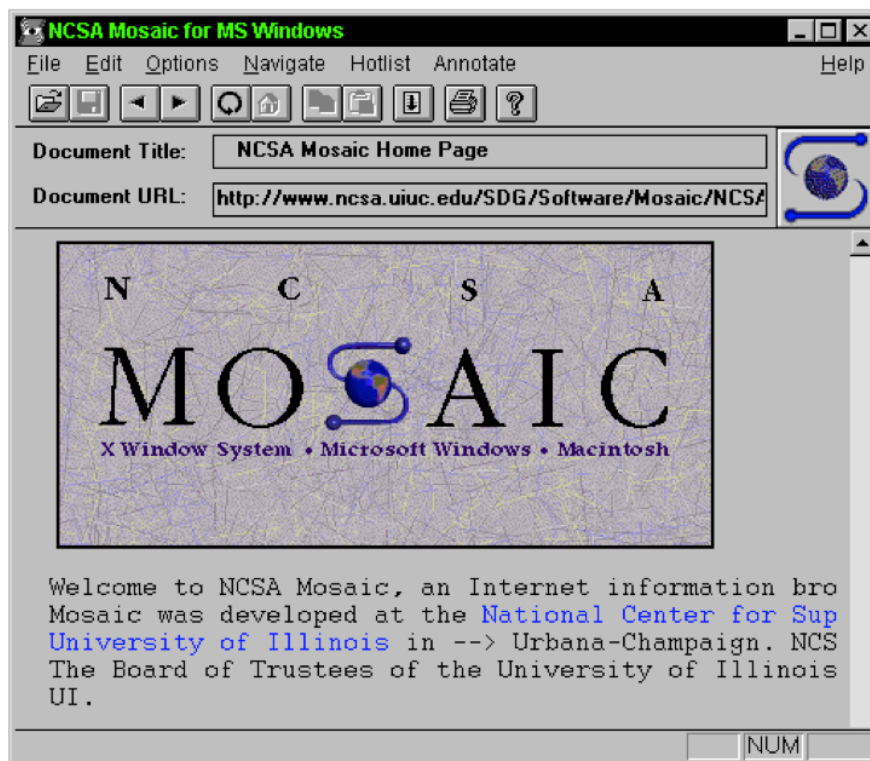 NCSA Mosaic for MS Windows
File Edit Options Navigate Hotlist Annotate Help
Document Title: NCSA Mosaic Home Page
Document URL: http://www.ncsa.uiuc.edu/SDG/Software/Mosaic/NCSA
N C S A
MOSAIC
X Window System • Microsoft Windows • Macintosh
Welcome to NCSA Mosaic, an Internet information bro
Mosaic was developed at the National Center for Sup
University of Illinois in --> Urbana-Champaign. NCS
The Board of Trustees of the University of Illinois
UI.
NUM